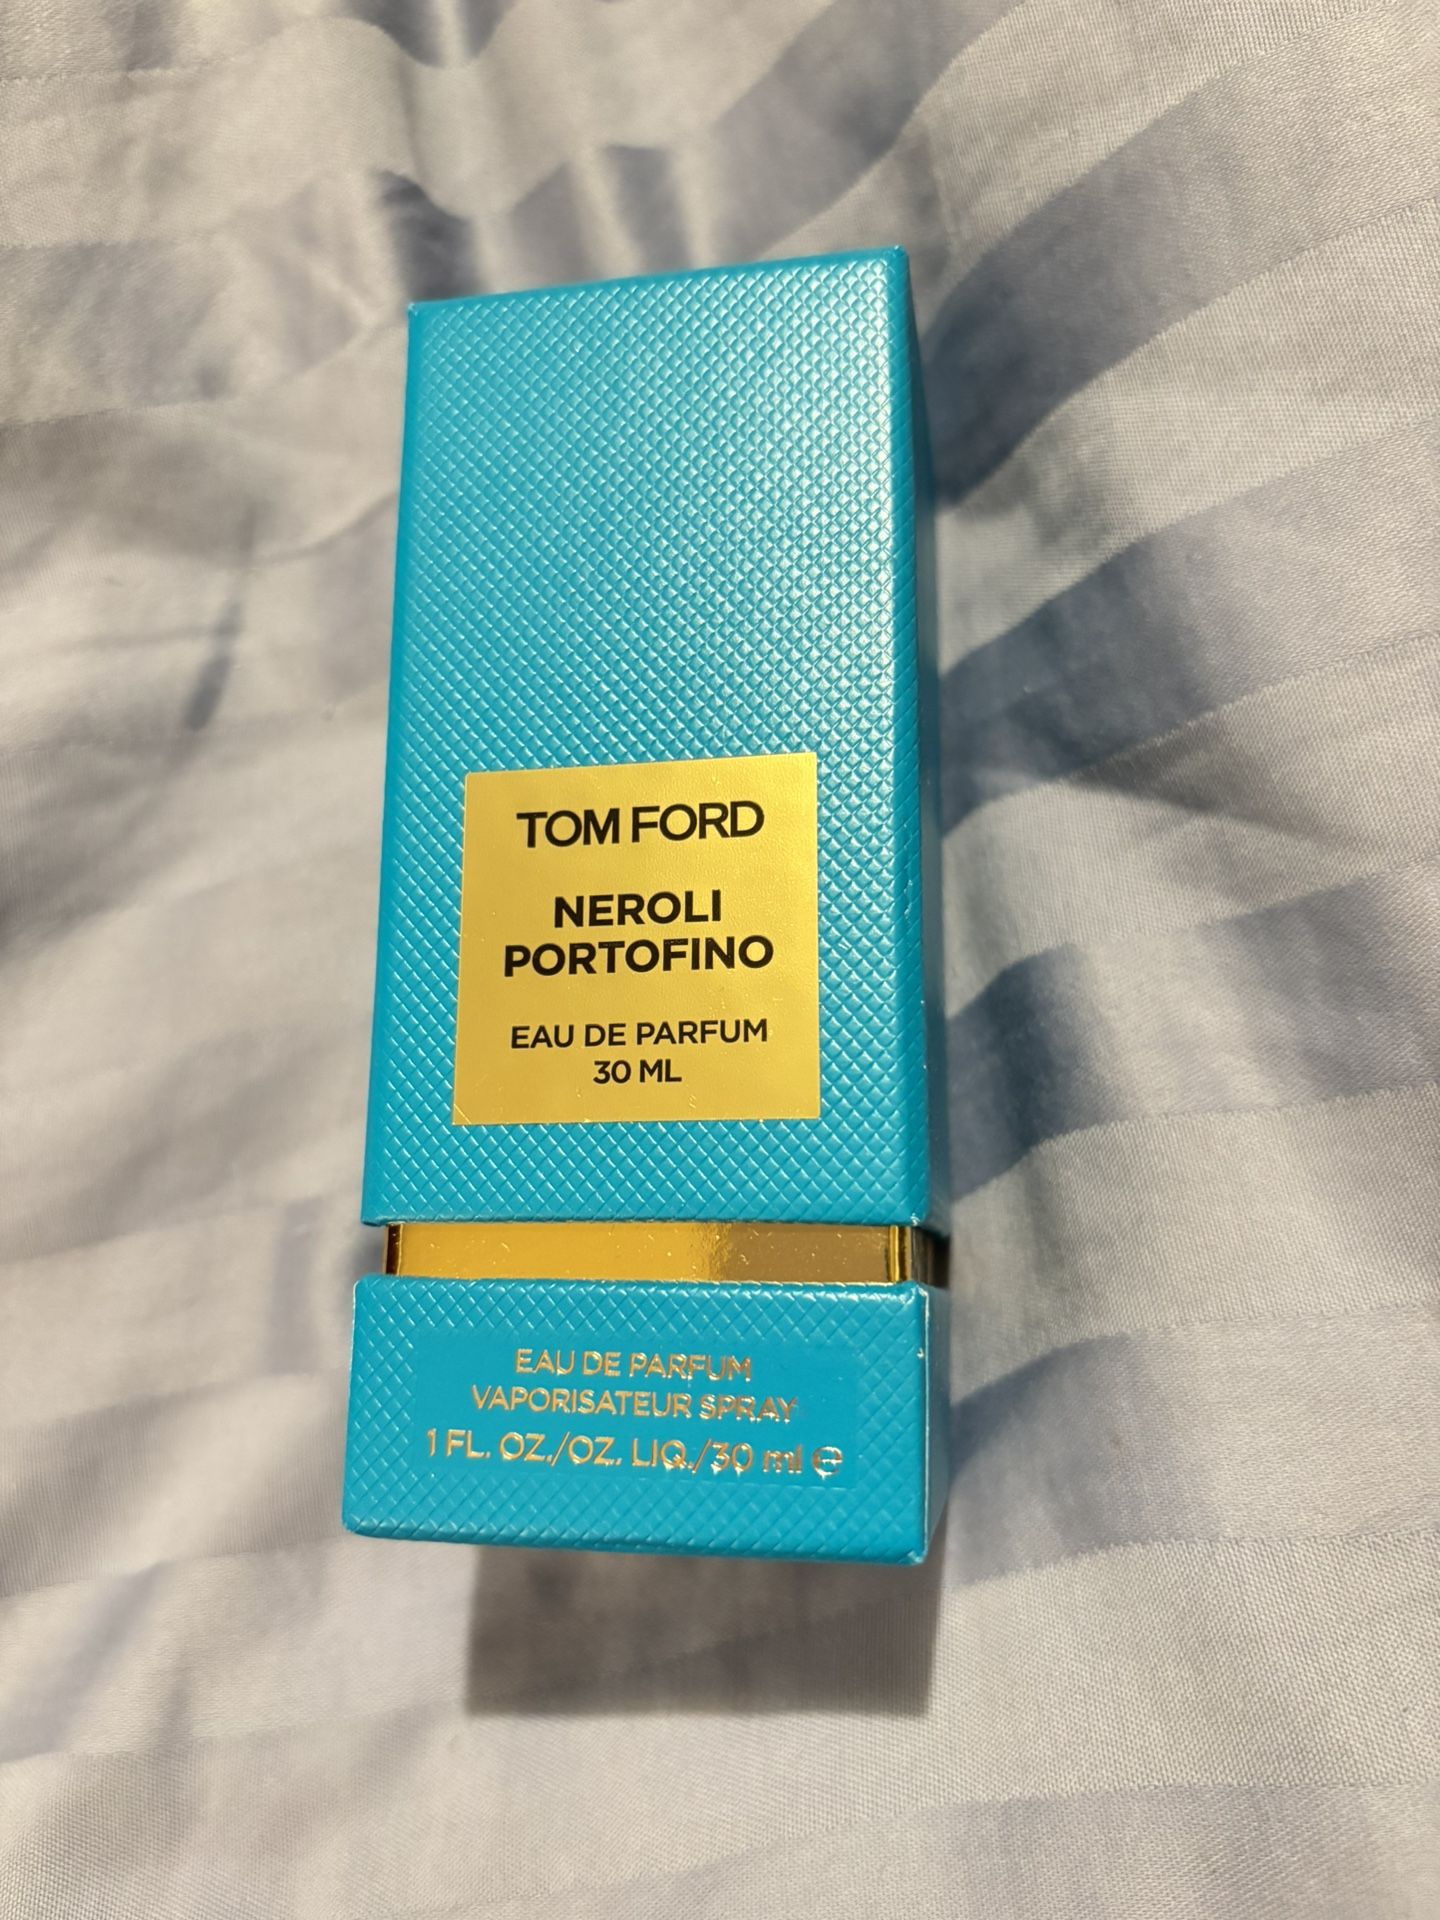 TOM FORD
NEROLI
PORTOFINO
EAU DE PARFUM
30 ML
EAU DE PARFUM
VAPORISATEUR SPRAY
1 FL. OZ./OZ. LIQ./30 ml ℮